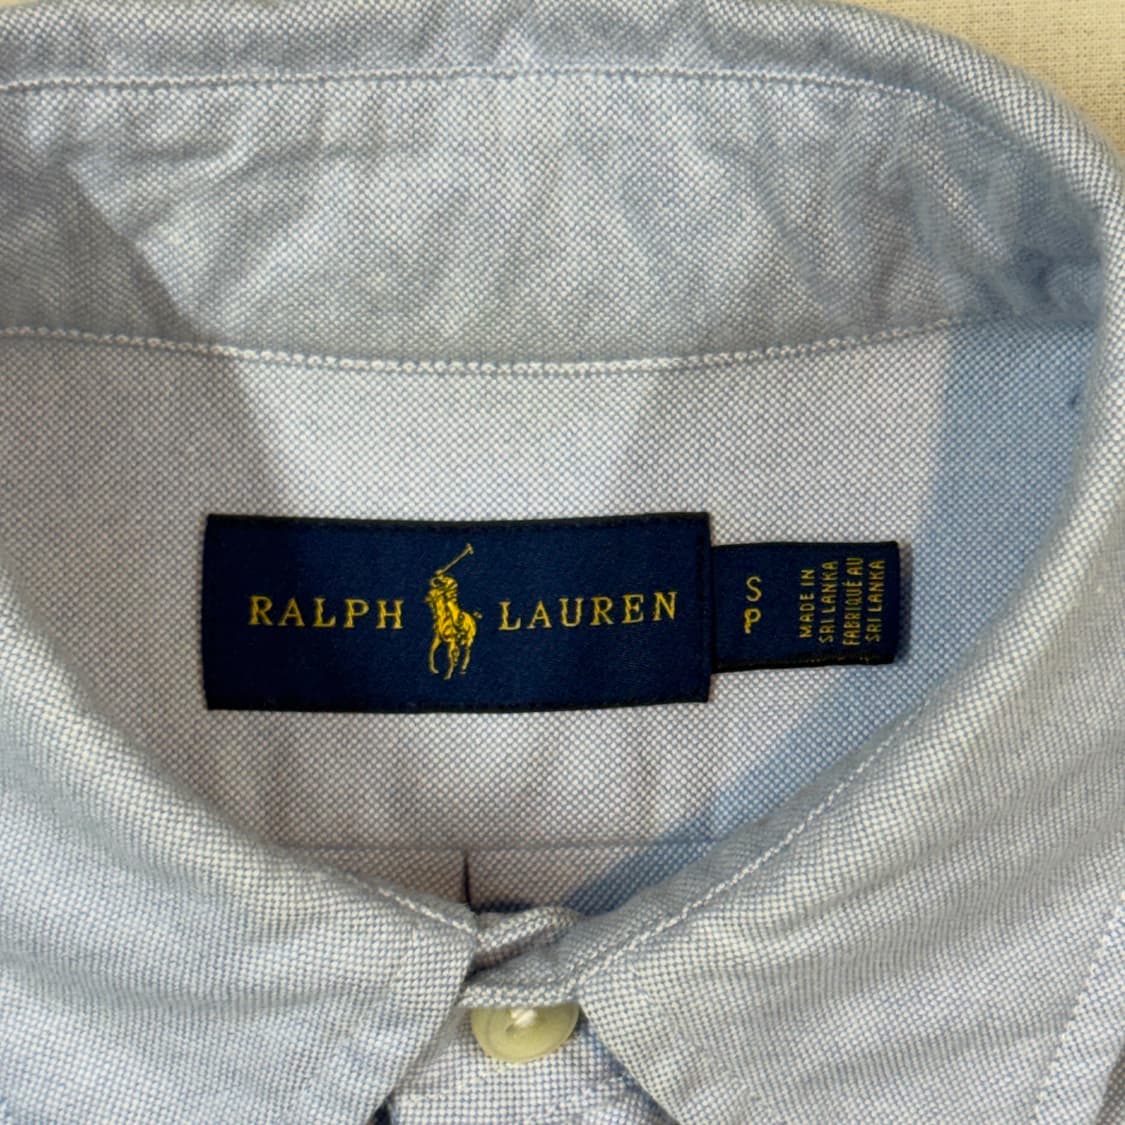 RALPH LAUREN
S
P
MADE IN
SRI LANKA
FABRIQUÉ AU
SRI LANKA